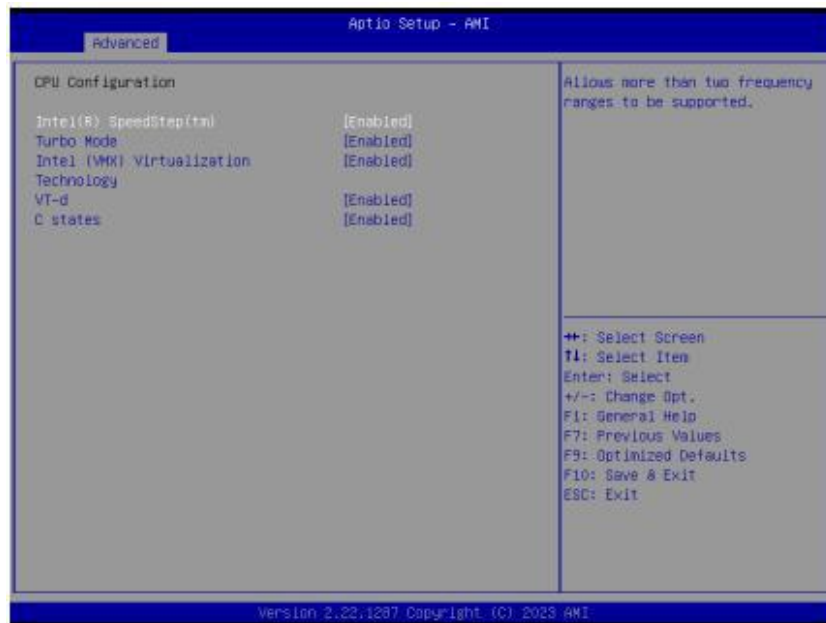 Aptio Setup - AMI
Advanced
CPU Configuration
Intel(R) SpeedStep(tm) [Enabled]
Turbo Mode [Enabled]
Intel (VMX) Virtualization [Enabled]
Technology
VT-d [Enabled]
C states [Enabled]
Allows more than two frequency
ranges to be supported.
↔: Select Screen
↑↓: Select Item
Enter: Select
+/-: Change Opt.
F1: General Help
F7: Previous Values
F9: Optimized Defaults
F10: Save & Exit
ESC: Exit
Version 2.22.1287 Copyright (C) 2023 AMI